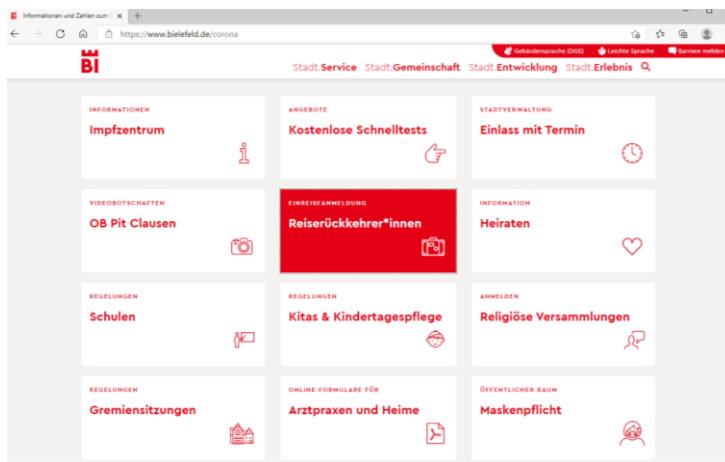 Informationen und Zahlen zum
https://www.bielefeld.de/corona
Gebärdensprache (DGS) Leichte Sprache Barriere melden
BI
Stadt.Service Stadt.Gemeinschaft Stadt.Entwicklung Stadt.Erlebnis
INFORMATIONEN
Impfzentrum
ANGEBOTE
Kostenlose Schnelltests
STADTVERWALTUNG
Einlass mit Termin
VIDEOBOTSCHAFTEN
OB Pit Clausen
EINREISEANMELDUNG
Reiserückkehrer*innen
INFORMATION
Heiraten
REGELUNGEN
Schulen
REGELUNGEN
Kitas & Kindertagespflege
ANMELDEN
Religiöse Versammlungen
REGELUNGEN
Gremiensitzungen
ONLINE-FORMULARE FÜR
Arztpraxen und Heime
ÖFFENTLICHER RAUM
Maskenpflicht